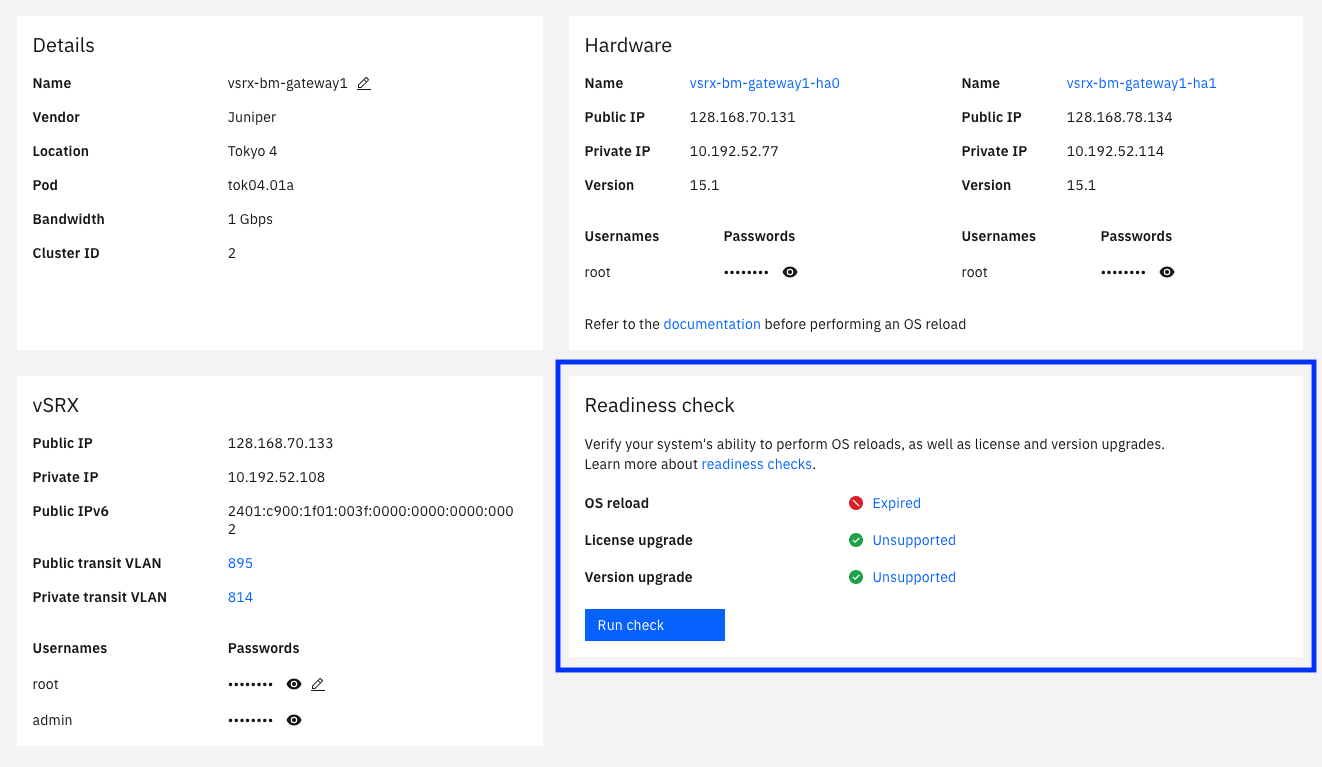 Details
Name vsrx-bm-gateway1
Vendor Juniper
Location Tokyo 4
Pod tok04.01a
Bandwidth 1 Gbps
Cluster ID 2
Hardware
Name vsrx-bm-gateway1-ha0 Name vsrx-bm-gateway1-ha1
Public IP 128.168.70.131 Public IP 128.168.78.134
Private IP 10.192.52.77 Private IP 10.192.52.114
Version 15.1 Version 15.1
Usernames Passwords Usernames Passwords
root •••••••• root ••••••••
Refer to the documentation before performing an OS reload
vSRX
Public IP 128.168.70.133
Private IP 10.192.52.108
Public IPv6 2401:c900:1f01:003f:0000:0000:0000:000
2
Public transit VLAN 895
Private transit VLAN 814
Usernames Passwords
root ••••••••
admin ••••••••
Readiness check
Verify your system's ability to perform OS reloads, as well as license and version upgrades.
Learn more about readiness checks.
OS reload Expired
License upgrade Unsupported
Version upgrade Unsupported
Run check